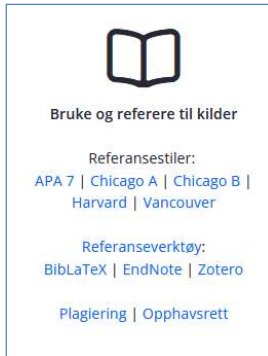 Bruke og referere til kilder
Referansestiler:
APA 7 | Chicago A | Chicago B |
Harvard | Vancouver
Referanseverktøy:
BibLaTeX | EndNote | Zotero
Plagiering | Opphavsrett